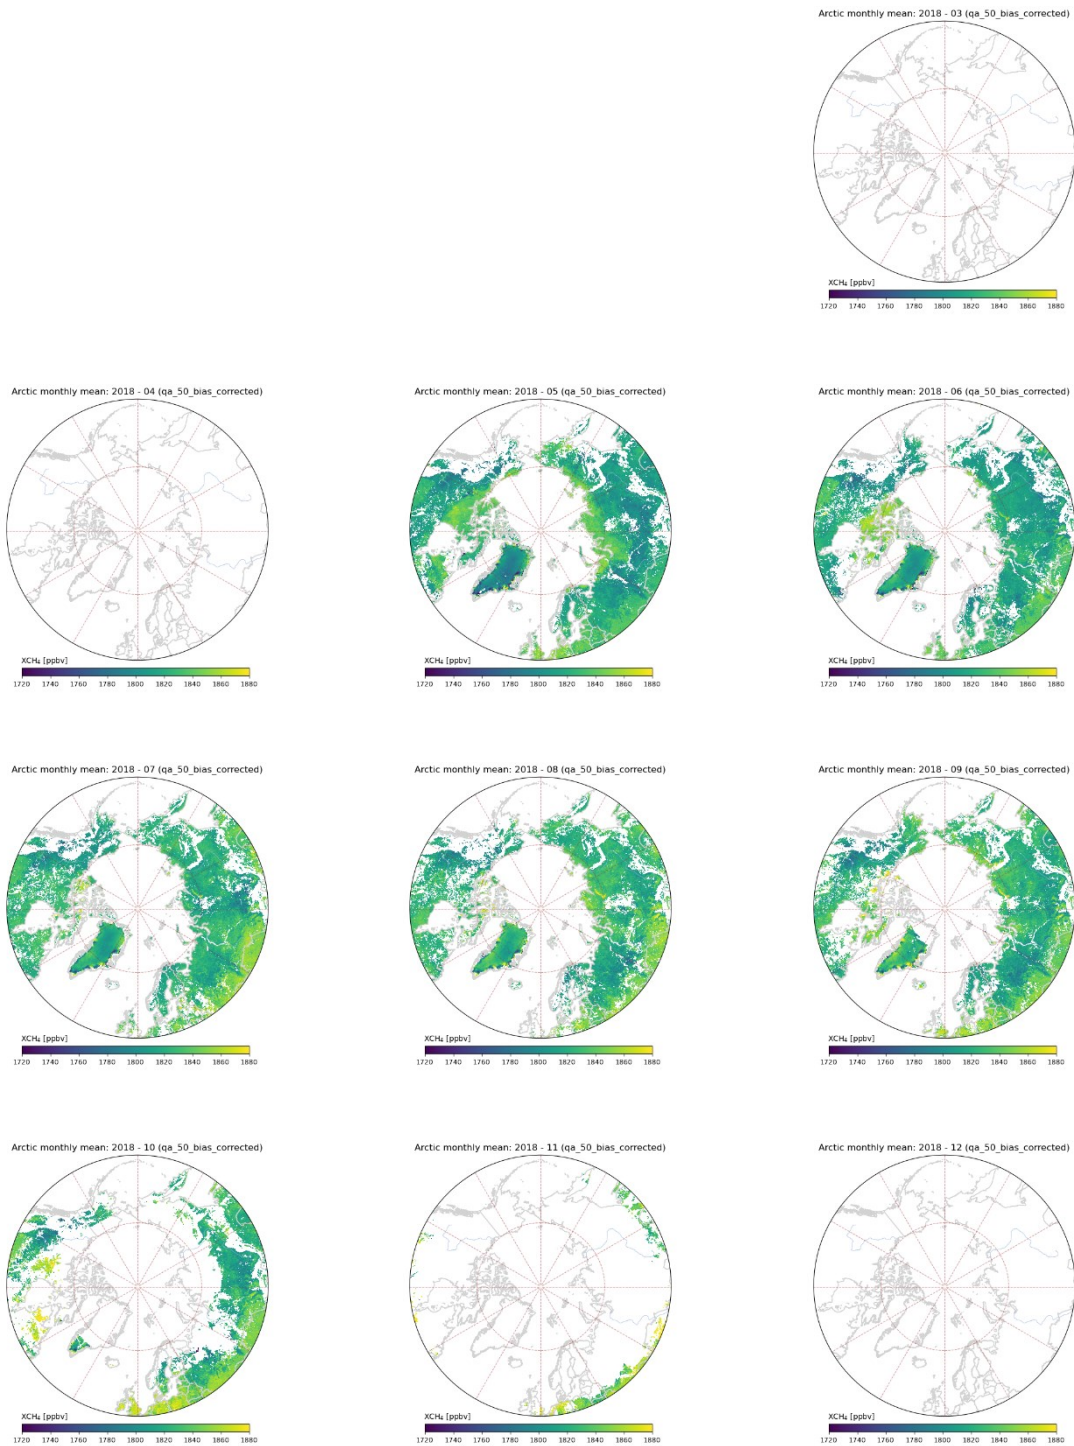 Arctic monthly mean: 2018 - 03 (qa_50_bias_corrected)
XCH₄ [ppbv]
1720 1740 1760 1780 1800 1820 1840 1860 1880
Arctic monthly mean: 2018 - 04 (qa_50_bias_corrected)
XCH₄ [ppbv]
1720 1740 1760 1780 1800 1820 1840 1860 1880
Arctic monthly mean: 2018 - 05 (qa_50_bias_corrected)
XCH₄ [ppbv]
1720 1740 1760 1780 1800 1820 1840 1860 1880
Arctic monthly mean: 2018 - 06 (qa_50_bias_corrected)
XCH₄ [ppbv]
1720 1740 1760 1780 1800 1820 1840 1860 1880
Arctic monthly mean: 2018 - 07 (qa_50_bias_corrected)
XCH₄ [ppbv]
1720 1740 1760 1780 1800 1820 1840 1860 1880
Arctic monthly mean: 2018 - 08 (qa_50_bias_corrected)
XCH₄ [ppbv]
1720 1740 1760 1780 1800 1820 1840 1860 1880
Arctic monthly mean: 2018 - 09 (qa_50_bias_corrected)
XCH₄ [ppbv]
1720 1740 1760 1780 1800 1820 1840 1860 1880
Arctic monthly mean: 2018 - 10 (qa_50_bias_corrected)
XCH₄ [ppbv]
1720 1740 1760 1780 1800 1820 1840 1860 1880
Arctic monthly mean: 2018 - 11 (qa_50_bias_corrected)
XCH₄ [ppbv]
1720 1740 1760 1780 1800 1820 1840 1860 1880
Arctic monthly mean: 2018 - 12 (qa_50_bias_corrected)
XCH₄ [ppbv]
1720 1740 1760 1780 1800 1820 1840 1860 1880